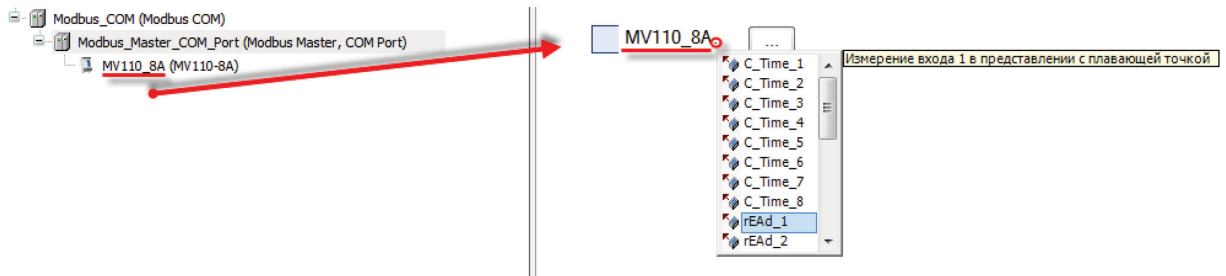 Modbus_COM (Modbus COM)
Modbus_Master_COM_Port (Modbus Master, COM Port)
MV110_8A (MV110-8A)
MV110_8A.
...
C_Time_1
C_Time_2
C_Time_3
C_Time_4
C_Time_5
C_Time_6
C_Time_7
C_Time_8
rEAd_1
rEAd_2
Измерение входа 1 в представлении с плавающей точкой